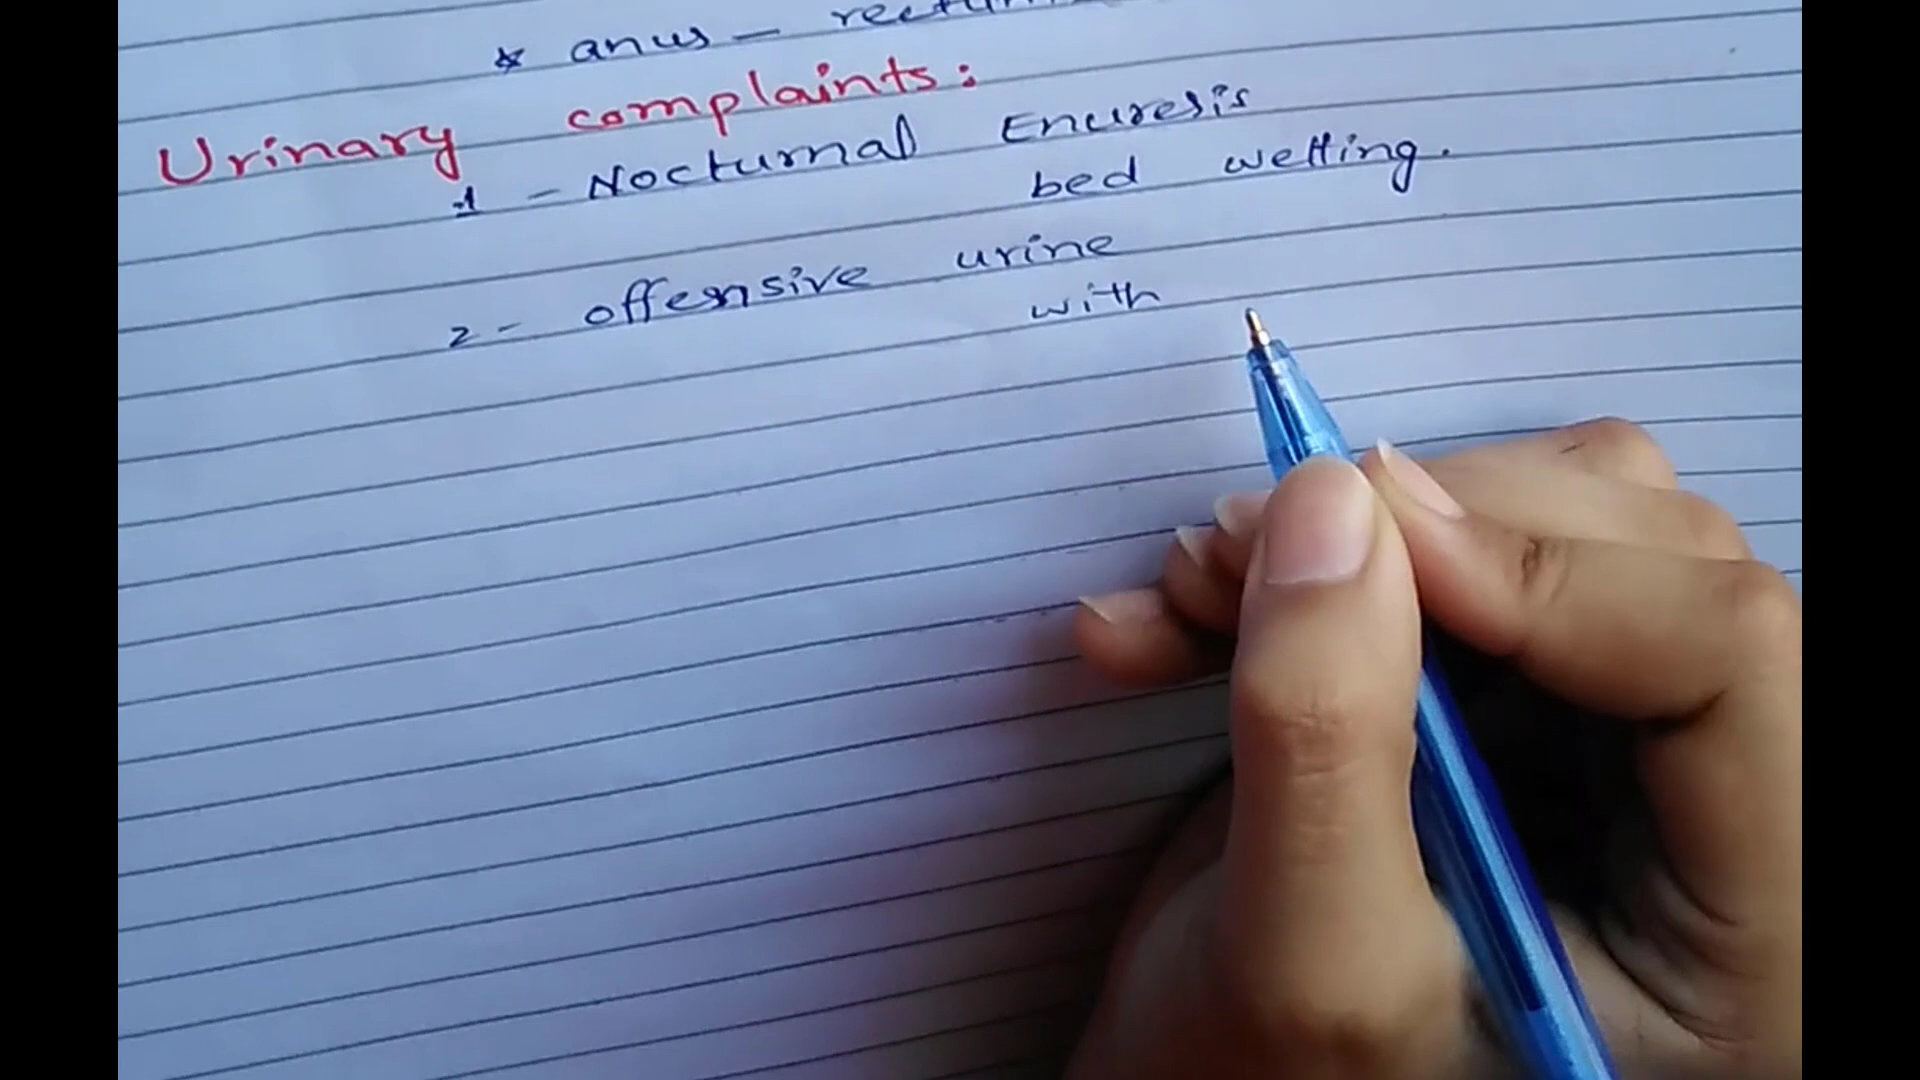 * anus - rectum
Urinary complaints:
1 - Nocturnal Enuresis
bed wetting.
2 - offensive urine
with